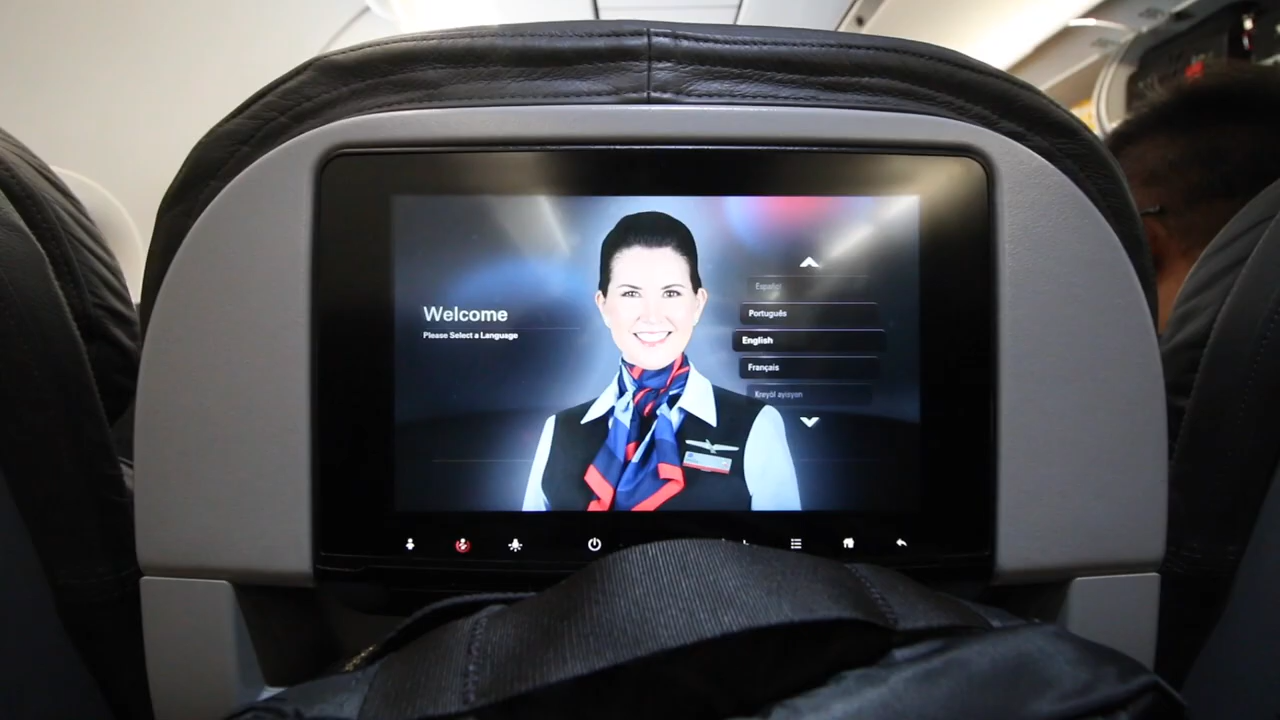 Welcome
Please Select a Language
Español
Português
English
Français
Kreyòl ayisyen